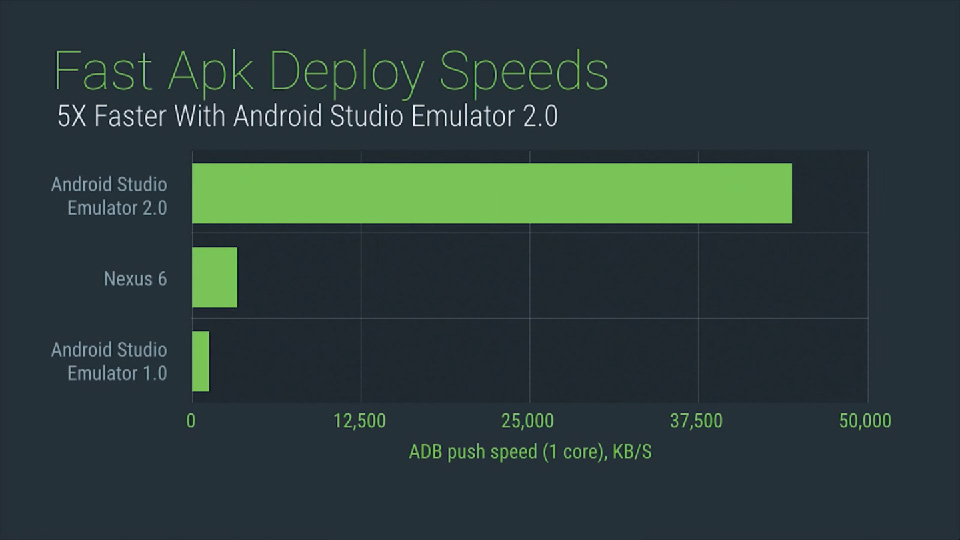 Fast Apk Deploy Speeds
5X Faster With Android Studio Emulator 2.0
Android Studio
Emulator 2.0
Nexus 6
Android Studio
Emulator 1.0
0 12,500 25,000 37,500 50,000
ADB push speed (1 core), KB/S